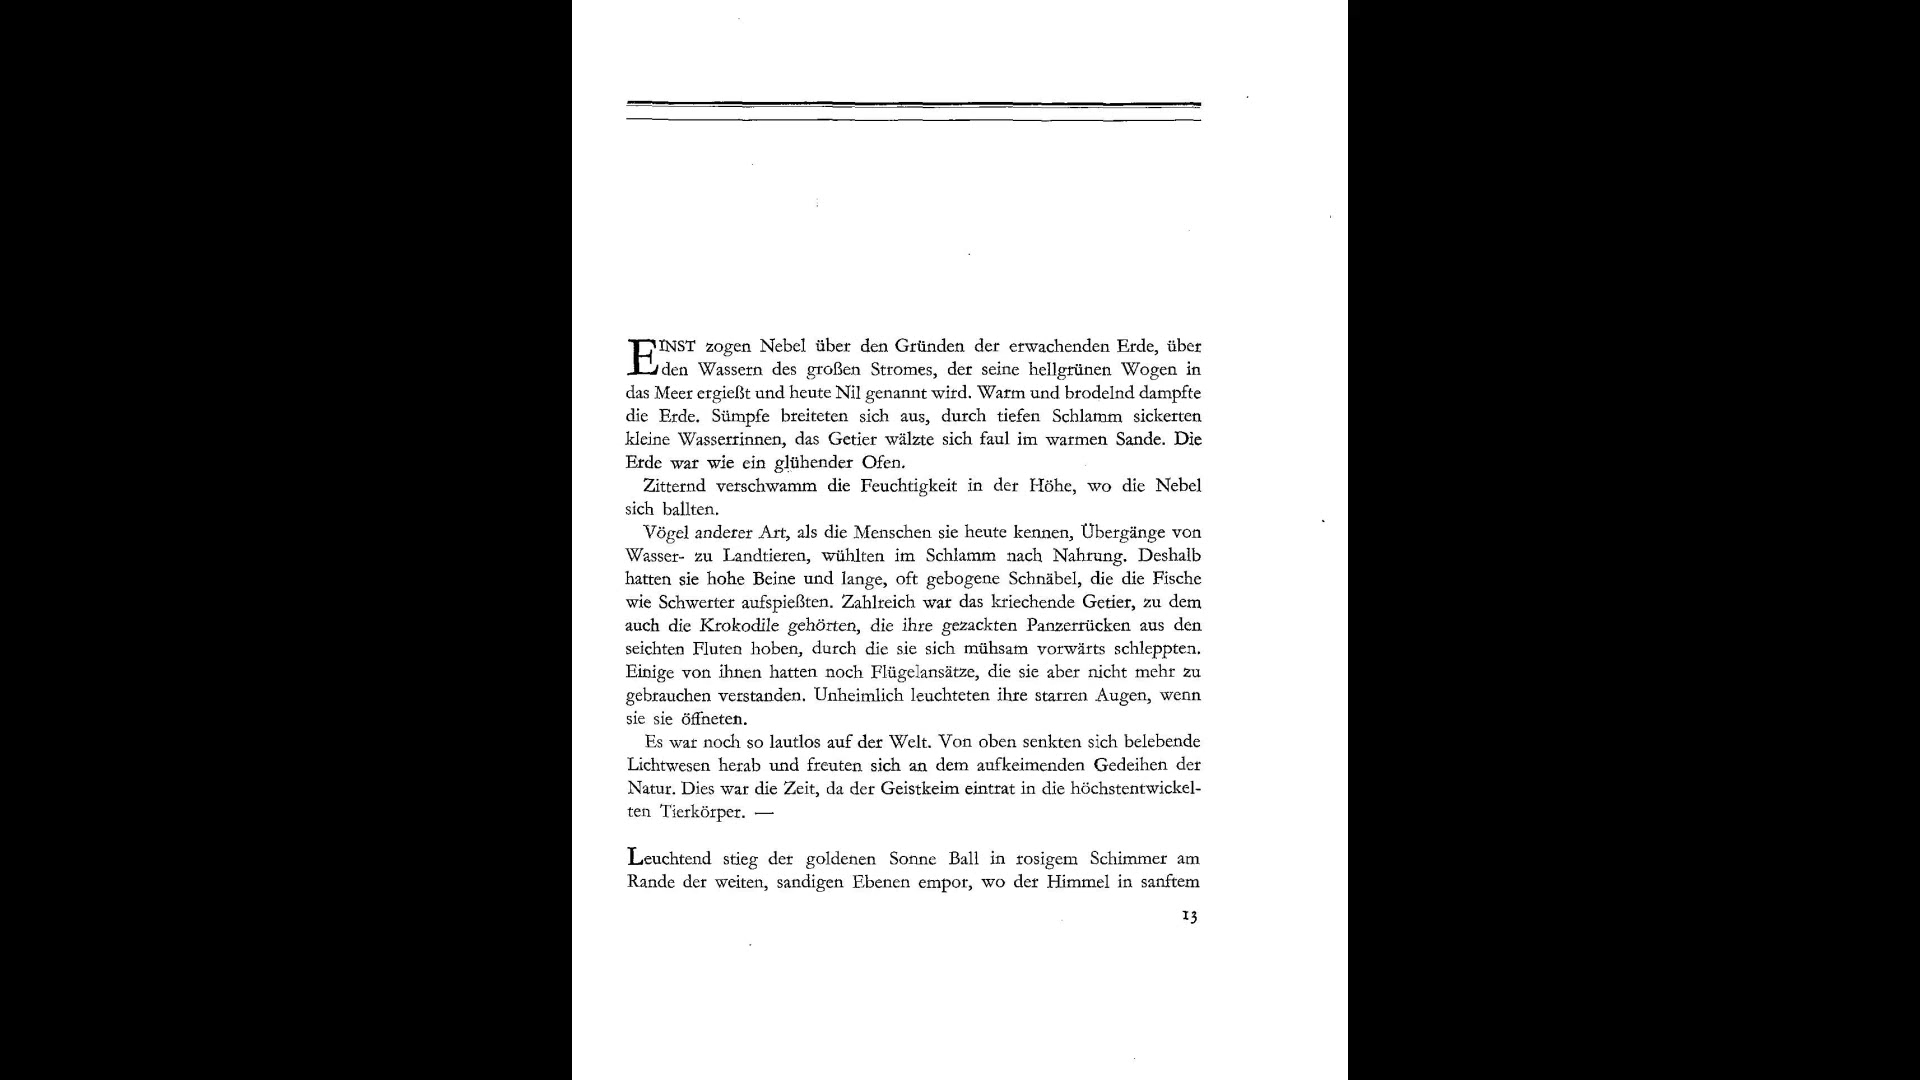 EINST zogen Nebel über den Gründen der erwachenden Erde, über
den Wassern des großen Stromes, der seine hellgrünen Wogen in
das Meer ergießt und heute Nil genannt wird. Warm und brodelnd dampfte
die Erde. Sümpfe breiteten sich aus, durch tiefen Schlamm sickerten
kleine Wasserrinnen, das Getier wälzte sich faul im warmen Sande. Die
Erde war wie ein glühender Ofen.
Zitternd verschwamm die Feuchtigkeit in der Höhe, wo die Nebel
sich ballten.
Vögel anderer Art, als die Menschen sie heute kennen, Übergänge von
Wasser- zu Landtieren, wühlten im Schlamm nach Nahrung. Deshalb
hatten sie hohe Beine und lange, oft gebogene Schnäbel, die die Fische
wie Schwerter aufspießten. Zahlreich war das kriechende Getier, zu dem
auch die Krokodile gehörten, die ihre gezackten Panzerrücken aus den
seichten Fluten hoben, durch die sie sich mühsam vorwärts schleppten.
Einige von ihnen hatten noch Flügelansätze, die sie aber nicht mehr zu
gebrauchen verstanden. Unheimlich leuchteten ihre starren Augen, wenn
sie sie öffneten.
Es war noch so lautlos auf der Welt. Von oben senkten sich belebende
Lichtwesen herab und freuten sich an dem aufkeimenden Gedeihen der
Natur. Dies war die Zeit, da der Geistkeim eintrat in die höchstentwickel-
ten Tierkörper. —
Leuchtend stieg der goldenen Sonne Ball in rosigem Schimmer am
Rande der weiten, sandigen Ebenen empor, wo der Himmel in sanftem
13